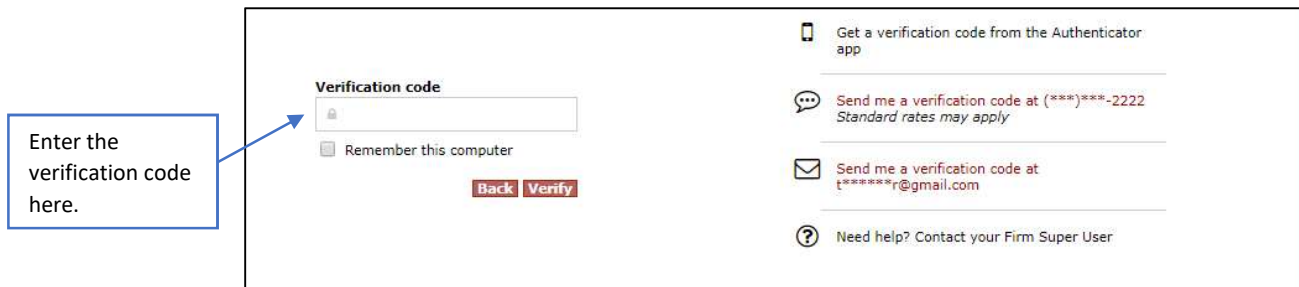 Enter the
verification code
here.
Verification code
Remember this computer
Back Verify
Get a verification code from the Authenticator
app
Send me a verification code at (***)***-2222
Standard rates may apply
Send me a verification code at
t******r@gmail.com
Need help? Contact your Firm Super User